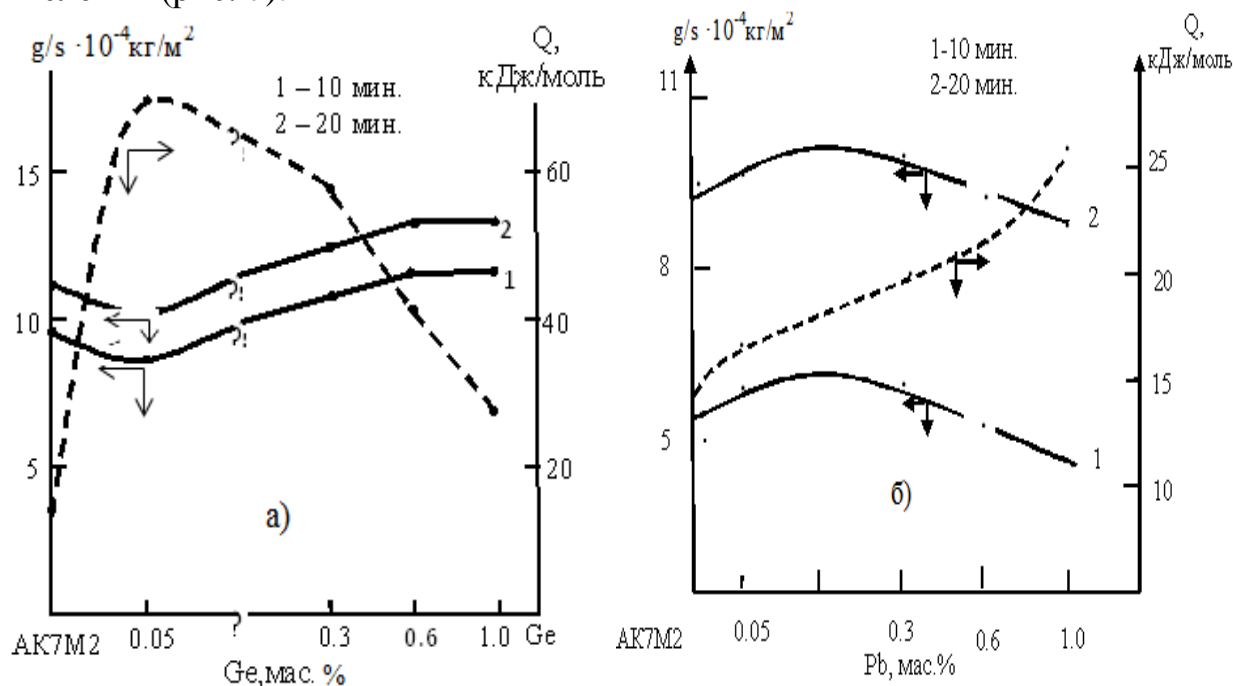 g/s ·10⁻⁴кг/м²
Q,
кДж/моль
1 – 10 мин.
2 – 20 мин.
15
10
5
60
40
20
2
1
?
?!
?!
а)
АК7М2 0.05 ? 0.3 0.6 1.0 Ge
Ge,мас. %
g/s ·10⁻⁴кг/м²
Q,
кДж/моль
1-10 мин.
2-20 мин.
11
8
5
25
20
15
10
2
1
б)
АК7М2 0.05 0.3 0.6 1.0
Pb, мас.%